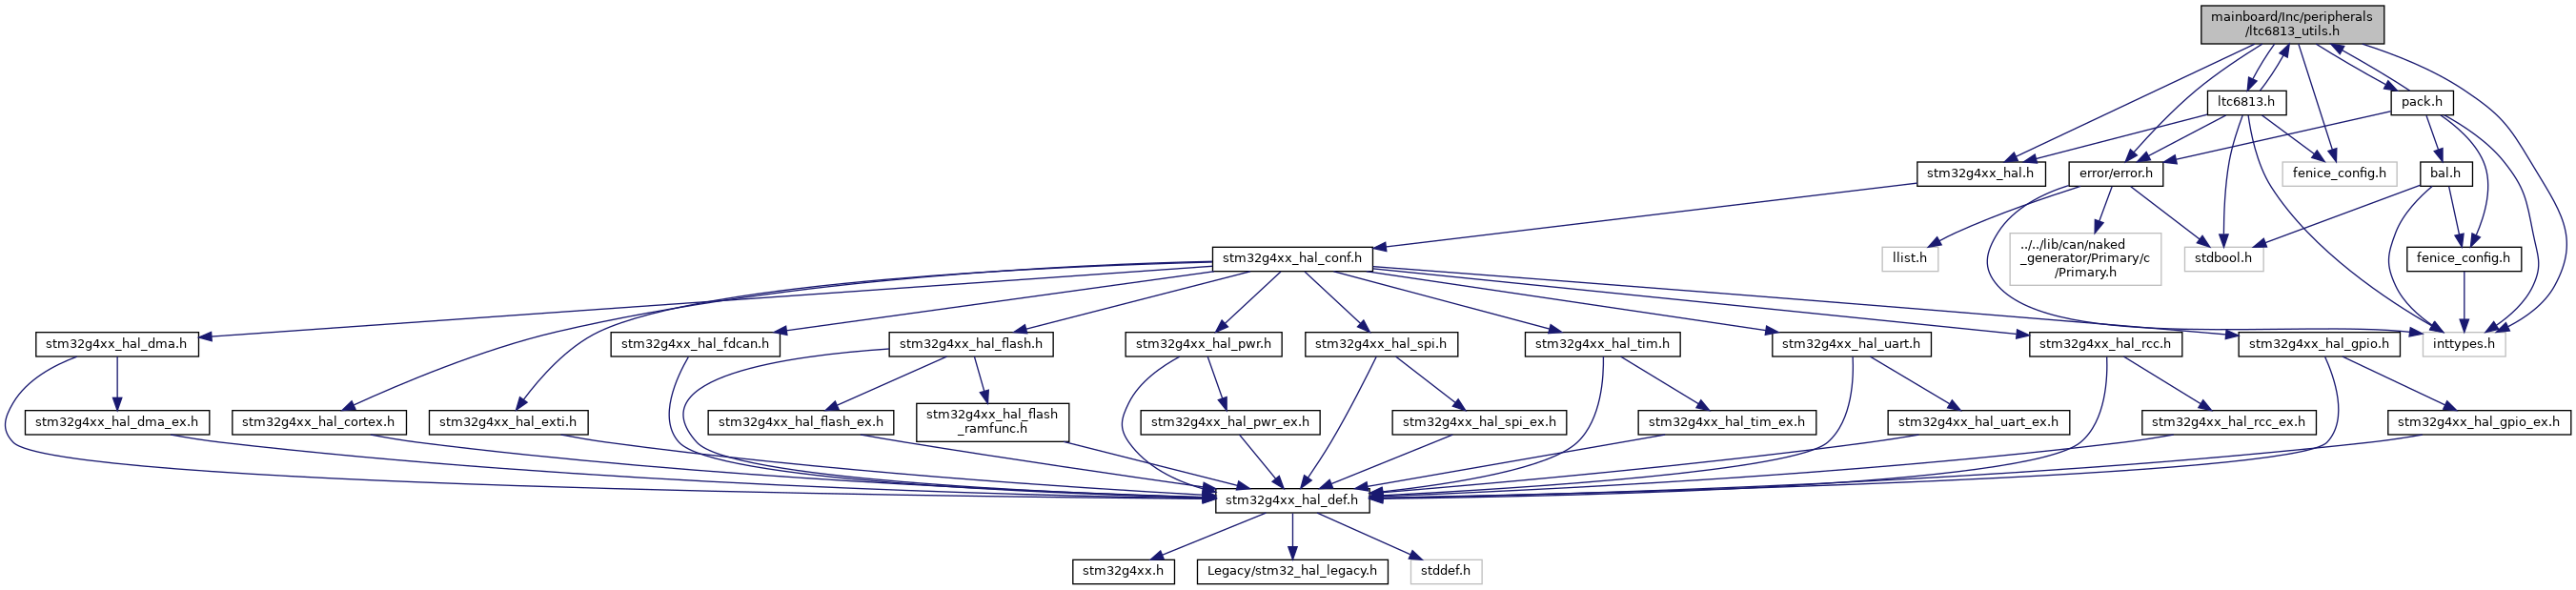 mainboard/Inc/peripherals
/ltc6813_utils.h
ltc6813.h
pack.h
stm32g4xx_hal.h
error/error.h
fenice_config.h
bal.h
stm32g4xx_hal_conf.h
llist.h
../../lib/can/naked
_generator/Primary/c
/Primary.h
stdbool.h
fenice_config.h
stm32g4xx_hal_dma.h
stm32g4xx_hal_fdcan.h
stm32g4xx_hal_flash.h
stm32g4xx_hal_pwr.h
stm32g4xx_hal_spi.h
stm32g4xx_hal_tim.h
stm32g4xx_hal_uart.h
stm32g4xx_hal_rcc.h
stm32g4xx_hal_gpio.h
inttypes.h
stm32g4xx_hal_dma_ex.h
stm32g4xx_hal_cortex.h
stm32g4xx_hal_exti.h
stm32g4xx_hal_flash_ex.h
stm32g4xx_hal_flash
_ramfunc.h
stm32g4xx_hal_pwr_ex.h
stm32g4xx_hal_spi_ex.h
stm32g4xx_hal_tim_ex.h
stm32g4xx_hal_uart_ex.h
stm32g4xx_hal_rcc_ex.h
stm32g4xx_hal_gpio_ex.h
stm32g4xx_hal_def.h
stm32g4xx.h
Legacy/stm32_hal_legacy.h
stddef.h